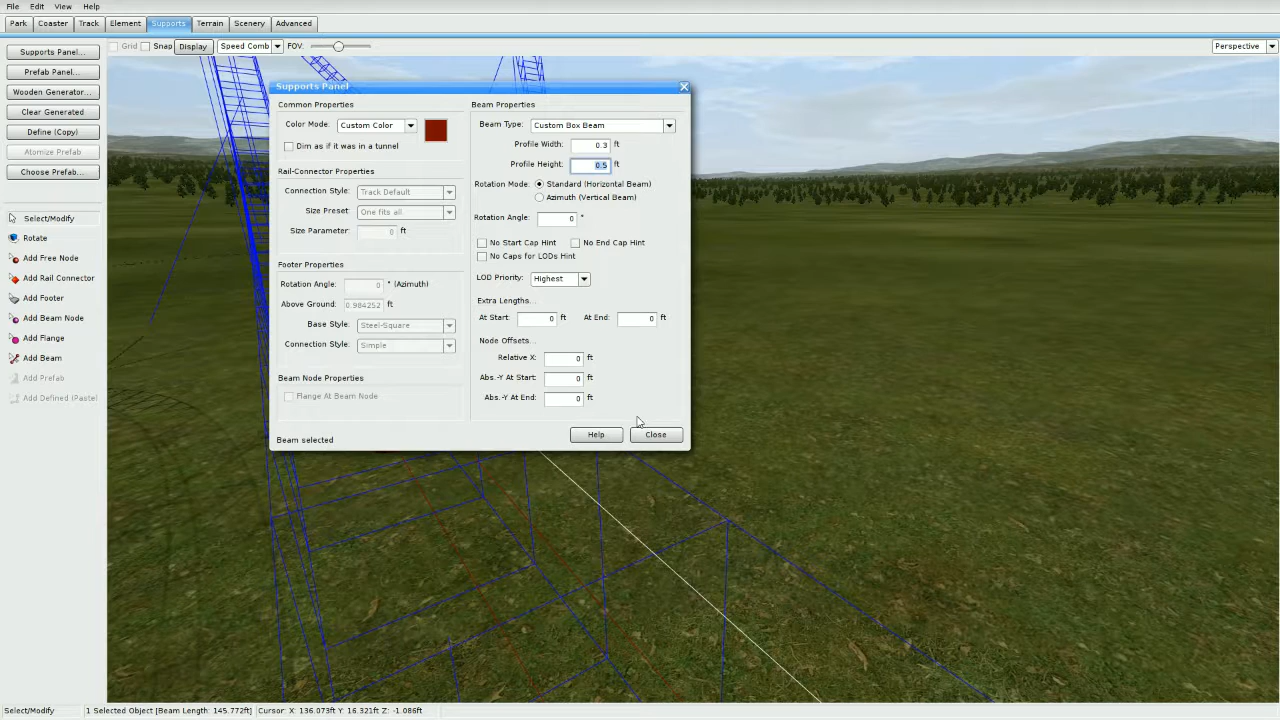 File Edit View Help
Park Coaster Track Element Supports Terrain Scenery Advanced
Grid Snap Display Speed Comb FOV: Perspective
Supports Panel...
Prefab Panel...
Wooden Generator...
Clear Generated
Define (Copy)
Atomize Prefab
Choose Prefab...
Select/Modify
Rotate
Add Free Node
Add Rail Connector
Add Footer
Add Beam Node
Add Flange
Add Beam
Add Prefab
Add Defined (Paste)
Supports Panel
Common Properties
Color Mode: Custom Color
Dim as if it was in a tunnel
Rail-Connector Properties
Connection Style: Track Default
Size Preset: One fits all
Size Parameter: 0 ft
Footer Properties
Rotation Angle: 0 ° (Azimuth)
Above Ground: 0.984252 ft
Base Style: Steel-Square
Connection Style: Simple
Beam Node Properties
Flange At Beam Node
Beam selected
Beam Properties
Beam Type: Custom Box Beam
Profile Width: 0.3 ft
Profile Height: 0.5 ft
Rotation Mode: Standard (Horizontal Beam)
Azimuth (Vertical Beam)
Rotation Angle: 0 °
No Start Cap Hint No End Cap Hint
No Caps for LODs Hint
LOD Priority: Highest
Extra Lengths...
At Start: 0 ft At End: 0 ft
Node Offsets...
Relative X: 0 ft
Abs.-Y At Start: 0 ft
Abs.-Y At End: 0 ft
Help Close
Select/Modify 1 Selected Object [Beam Length: 145.772ft] Cursor: X: 136.073ft Y: 16.321ft Z: -1.086ft